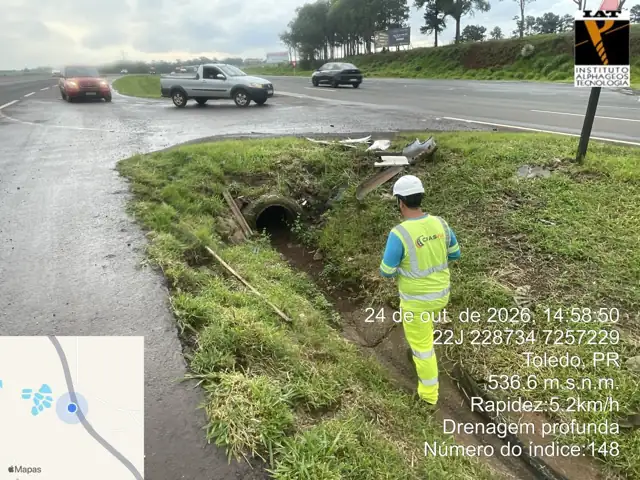 IAT
INSTITUTO
ALPHAGEOS
TECNOLOGIA
24 de out. de 2026, 14:58:50
22J 228734 7257229
Toledo, PR
536.6 m.s.n.m.
Rapidez:5.2km/h
Drenagem profunda
Número do índice:148
Mapas